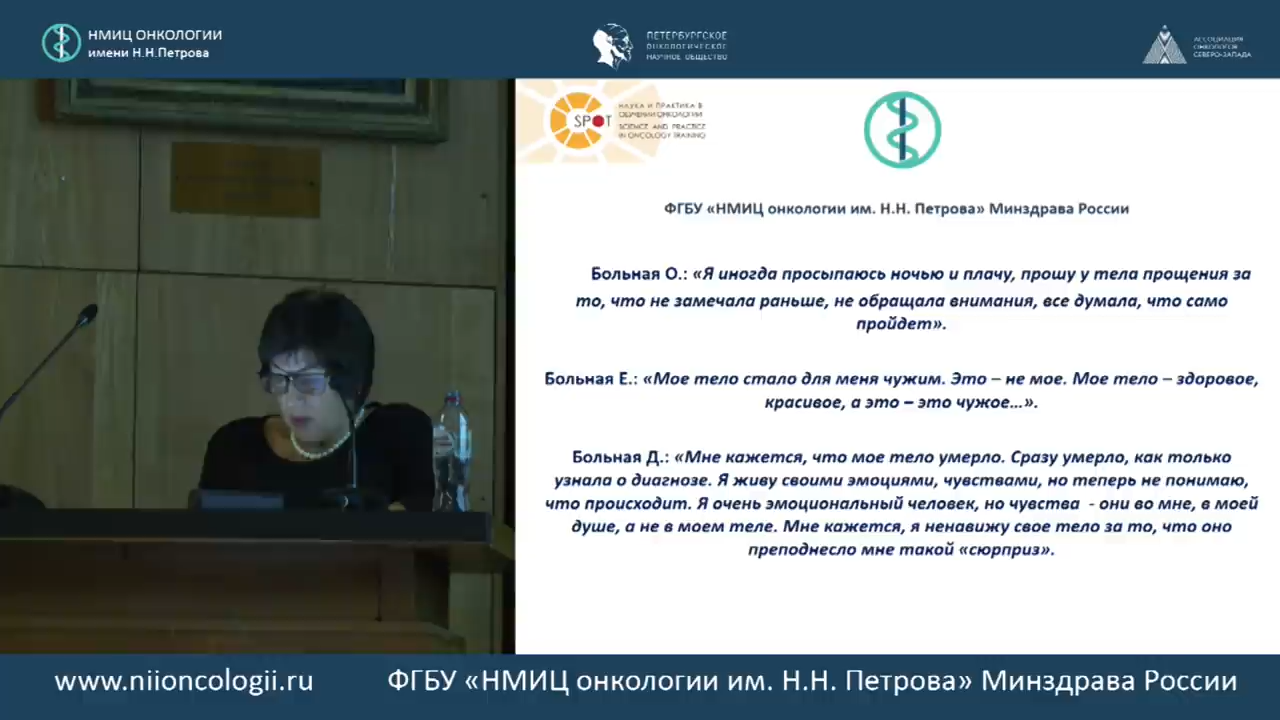 НМИЦ ОНКОЛОГИИ
имени Н.Н.Петрова
ПЕТЕРБУРГСКОЕ
ОНКОЛОГИЧЕСКОЕ
НАУЧНОЕ ОБЩЕСТВО
АССОЦИАЦИЯ
ОНКОЛОГОВ
СЕВЕРО-ЗАПАДА
SPOT
НАУКА И ПРАКТИКА В
ОБУЧЕНИИ ОНКОЛОГИИ
SCIENCE AND PRACTICE
IN ONCOLOGY TRAINING
ФГБУ «НМИЦ онкологии им. Н.Н. Петрова» Минздрава России
Больная О.: «Я иногда просыпаюсь ночью и плачу, прошу у тела прощения за
то, что не замечала раньше, не обращала внимания, все думала, что само
пройдет».
Больная Е.: «Мое тело стало для меня чужим. Это – не мое. Мое тело – здоровое,
красивое, а это – это чужое…».
Больная Д.: «Мне кажется, что мое тело умерло. Сразу умерло, как только
узнала о диагнозе. Я живу своими эмоциями, чувствами, но теперь не понимаю,
что происходит. Я очень эмоциональный человек, но чувства - они во мне, в моей
душе, а не в моем теле. Мне кажется, я ненавижу свое тело за то, что оно
преподнесло мне такой «сюрприз».
www.niioncologii.ru
ФГБУ «НМИЦ онкологии им. Н.Н. Петрова» Минздрава России